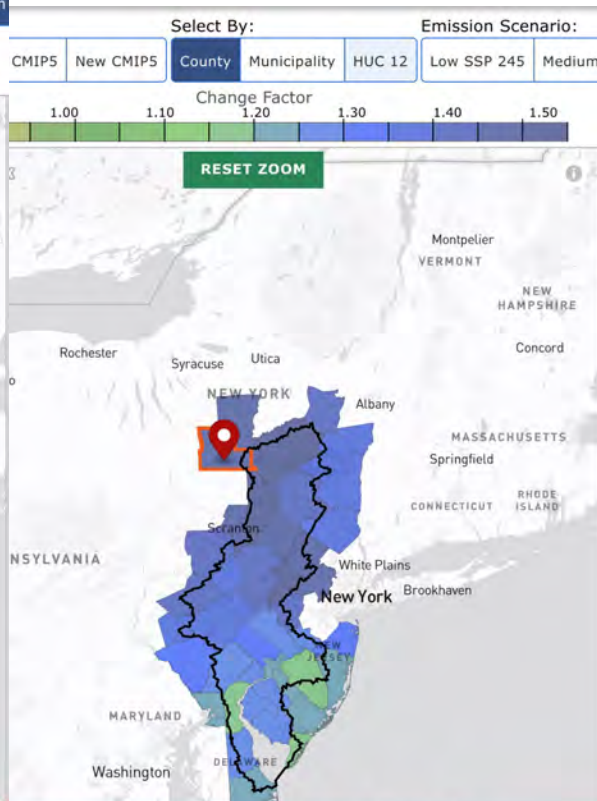 Select By:
Emission Scenario:
CMIP5
New CMIP5
County
Municipality
HUC 12
Low SSP 245
Medium
Change Factor
1.00
1.10
1.20
1.30
1.40
1.50
RESET ZOOM
Montpelier
VERMONT
NEW
HAMPSHIRE
Concord
Rochester
Syracuse
Utica
NEW YORK
Albany
MASSACHUSETTS
Springfield
CONNECTICUT
RHODE
ISLAND
Scranton
NSYLVANIA
White Plains
New York
Brookhaven
NEW
JERSEY
MARYLAND
DELAWARE
Washington